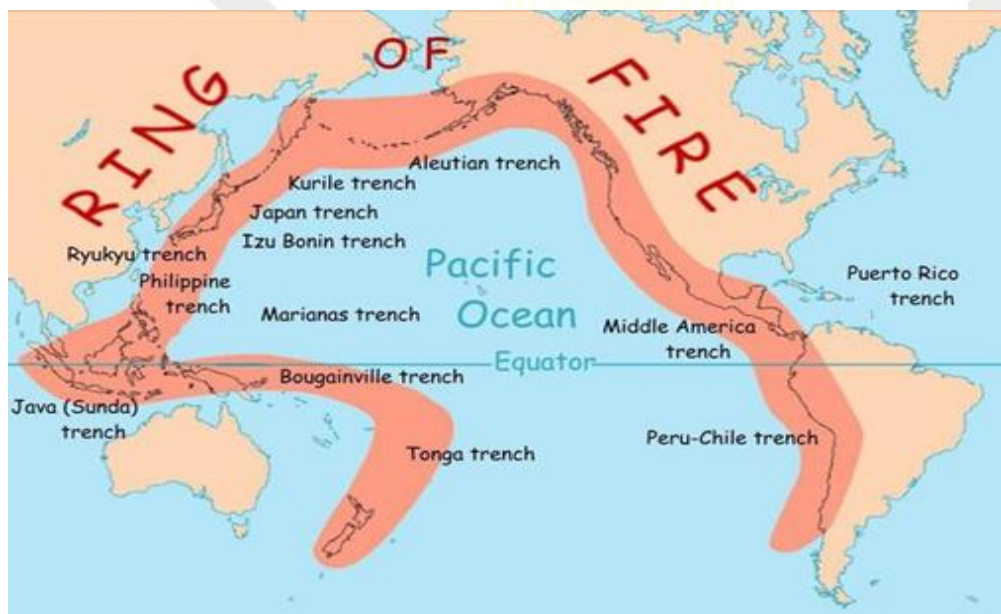 RING OF FIRE
Aleutian trench
Kurile trench
Japan trench
Izu Bonin trench
Ryukyu trench
Philippine
trench
Pacific
Ocean
Puerto Rico
trench
Marianas trench
Middle America
trench
Equator
Bougainville trench
Java (Sunda)
trench
Peru-Chile trench
Tonga trench